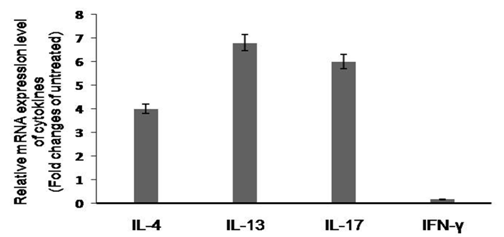 Relative mRNA expression level
of cytokines
(Fold changes of untreated)
8
7
6
5
4
3
2
1
0
IL-4
IL-13
IL-17
IFN-γ